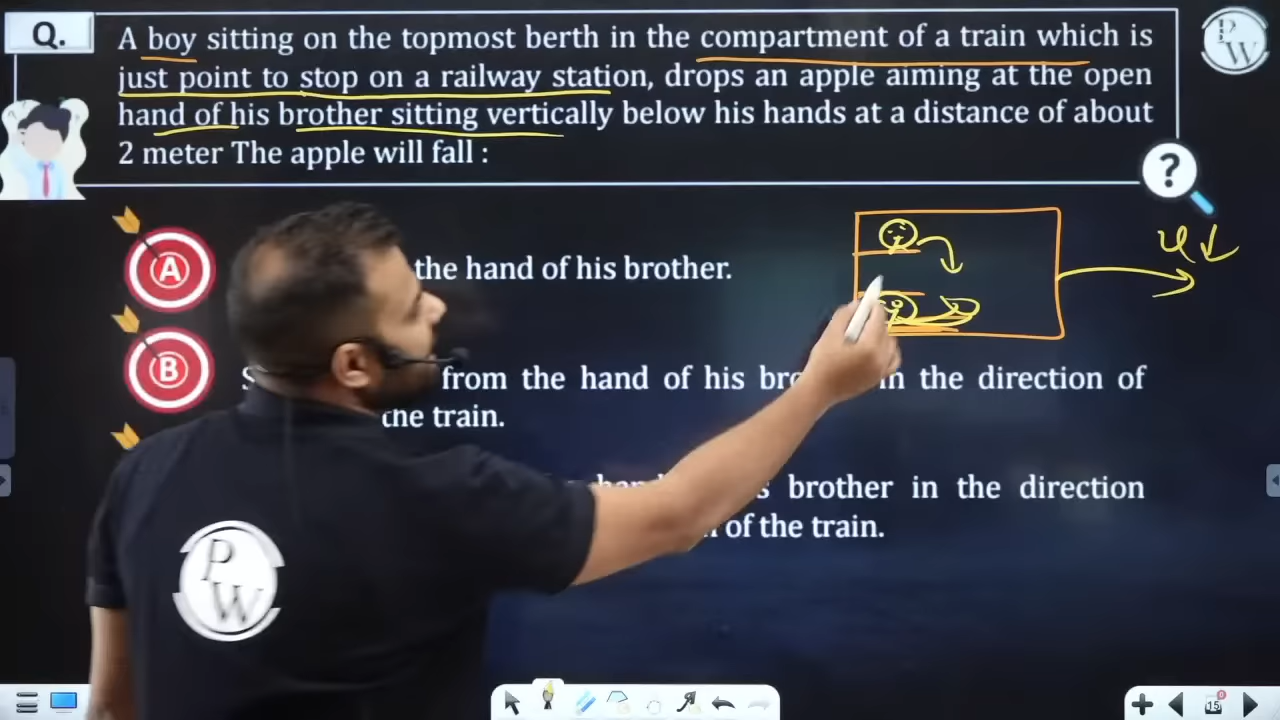 Q.
A boy sitting on the topmost berth in the compartment of a train which is
just point to stop on a railway station, drops an apple aiming at the open
hand of his brother sitting vertically below his hands at a distance of about
2 meter The apple will fall :
P
W
?
u↓
A
the hand of his brother.
B
from the hand of his in the direction of
the train.
brother in the direction
of the train.
P
W
15